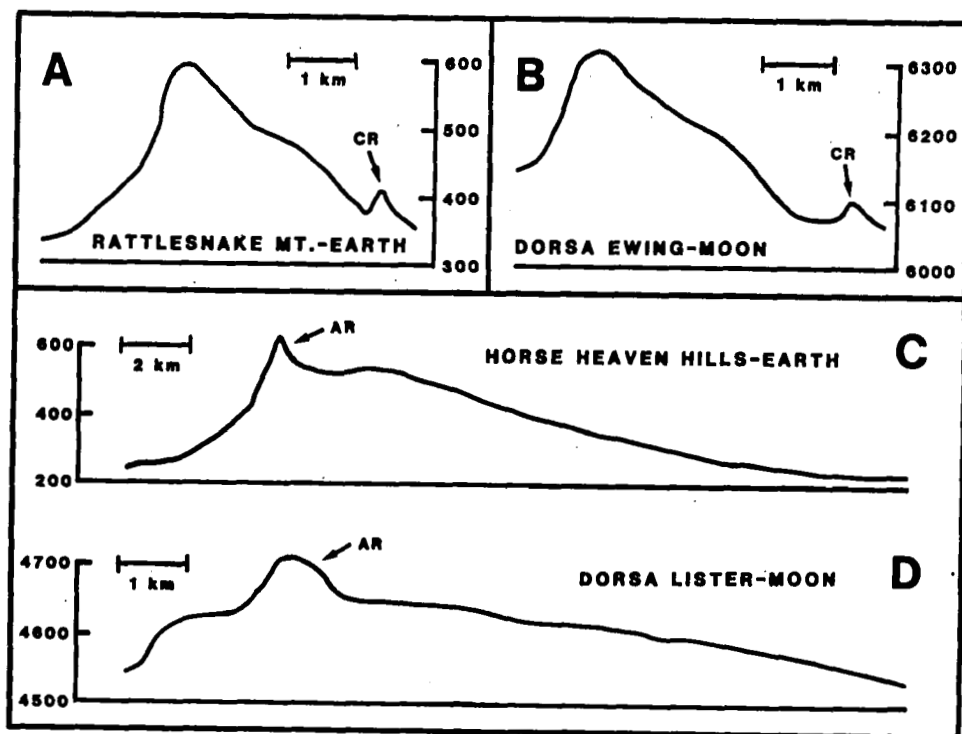 A
1 km
600
500
400
300
CR
RATTLESNAKE MT.-EARTH
B
1 km
6300
6200
6100
6000
CR
DORSA EWING-MOON
C
600
400
200
2 km
AR
HORSE HEAVEN HILLS-EARTH
D
4700
4600
4500
1 km
AR
DORSA LISTER-MOON